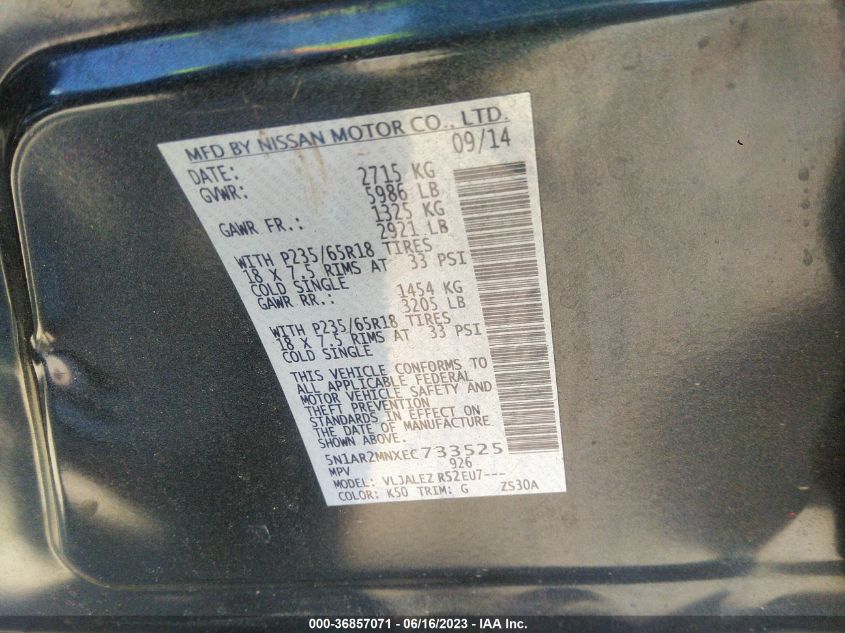 MFD BY NISSAN MOTOR CO., LTD.
DATE: 09/14
GVWR: 2715 KG
5986 LB
GAWR FR.: 1325 KG
2921 LB
WITH P235/65R18 TIRES
18 X 7.5 RIMS AT 33 PSI
COLD SINGLE
GAWR RR.: 1454 KG
3205 LB
WITH P235/65R18 TIRES
18 X 7.5 RIMS AT 33 PSI
COLD SINGLE
THIS VEHICLE CONFORMS TO
ALL APPLICABLE FEDERAL
MOTOR VEHICLE SAFETY AND
THEFT PREVENTION
STANDARDS IN EFFECT ON
THE DATE OF MANUFACTURE
SHOWN ABOVE.
5N1AR2MNXEC733525
MPV 926
MODEL: VLJALEZ R52EU7---
COLOR: K50 TRIM: G ZS30A
000-36857071 - 06/16/2023 - IAA Inc.